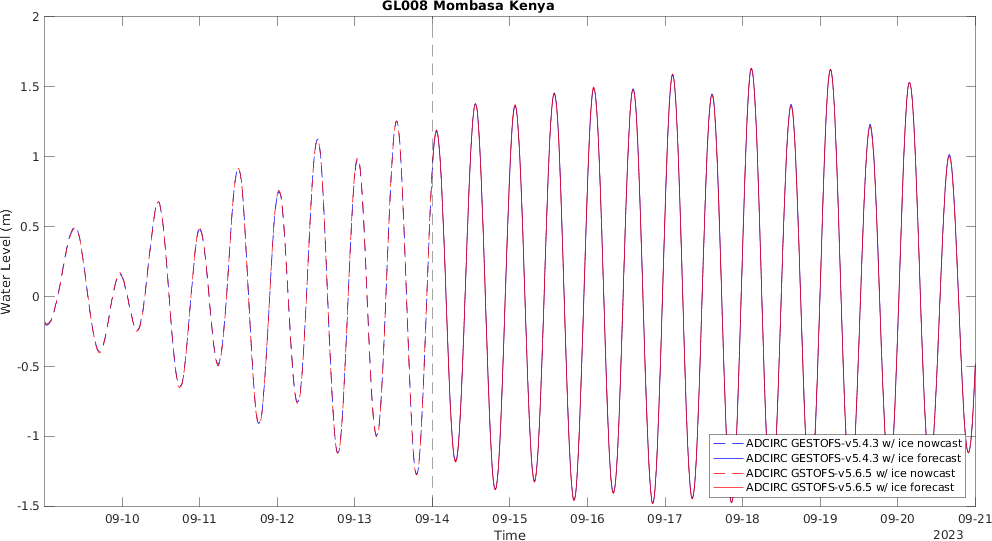 GL008 Mombasa Kenya
2
1.5
1
0.5
0
-0.5
-1
-1.5
Water Level (m)
ADCIRC GESTOFS-v5.4.3 w/ ice nowcast
ADCIRC GESTOFS-v5.4.3 w/ ice forecast
ADCIRC GSTOFS-v5.6.5 w/ ice nowcast
ADCIRC GSTOFS-v5.6.5 w/ ice forecast
09-10 09-11 09-12 09-13 09-14 09-15 09-16 09-17 09-18 09-19 09-20 09-21
Time
2023